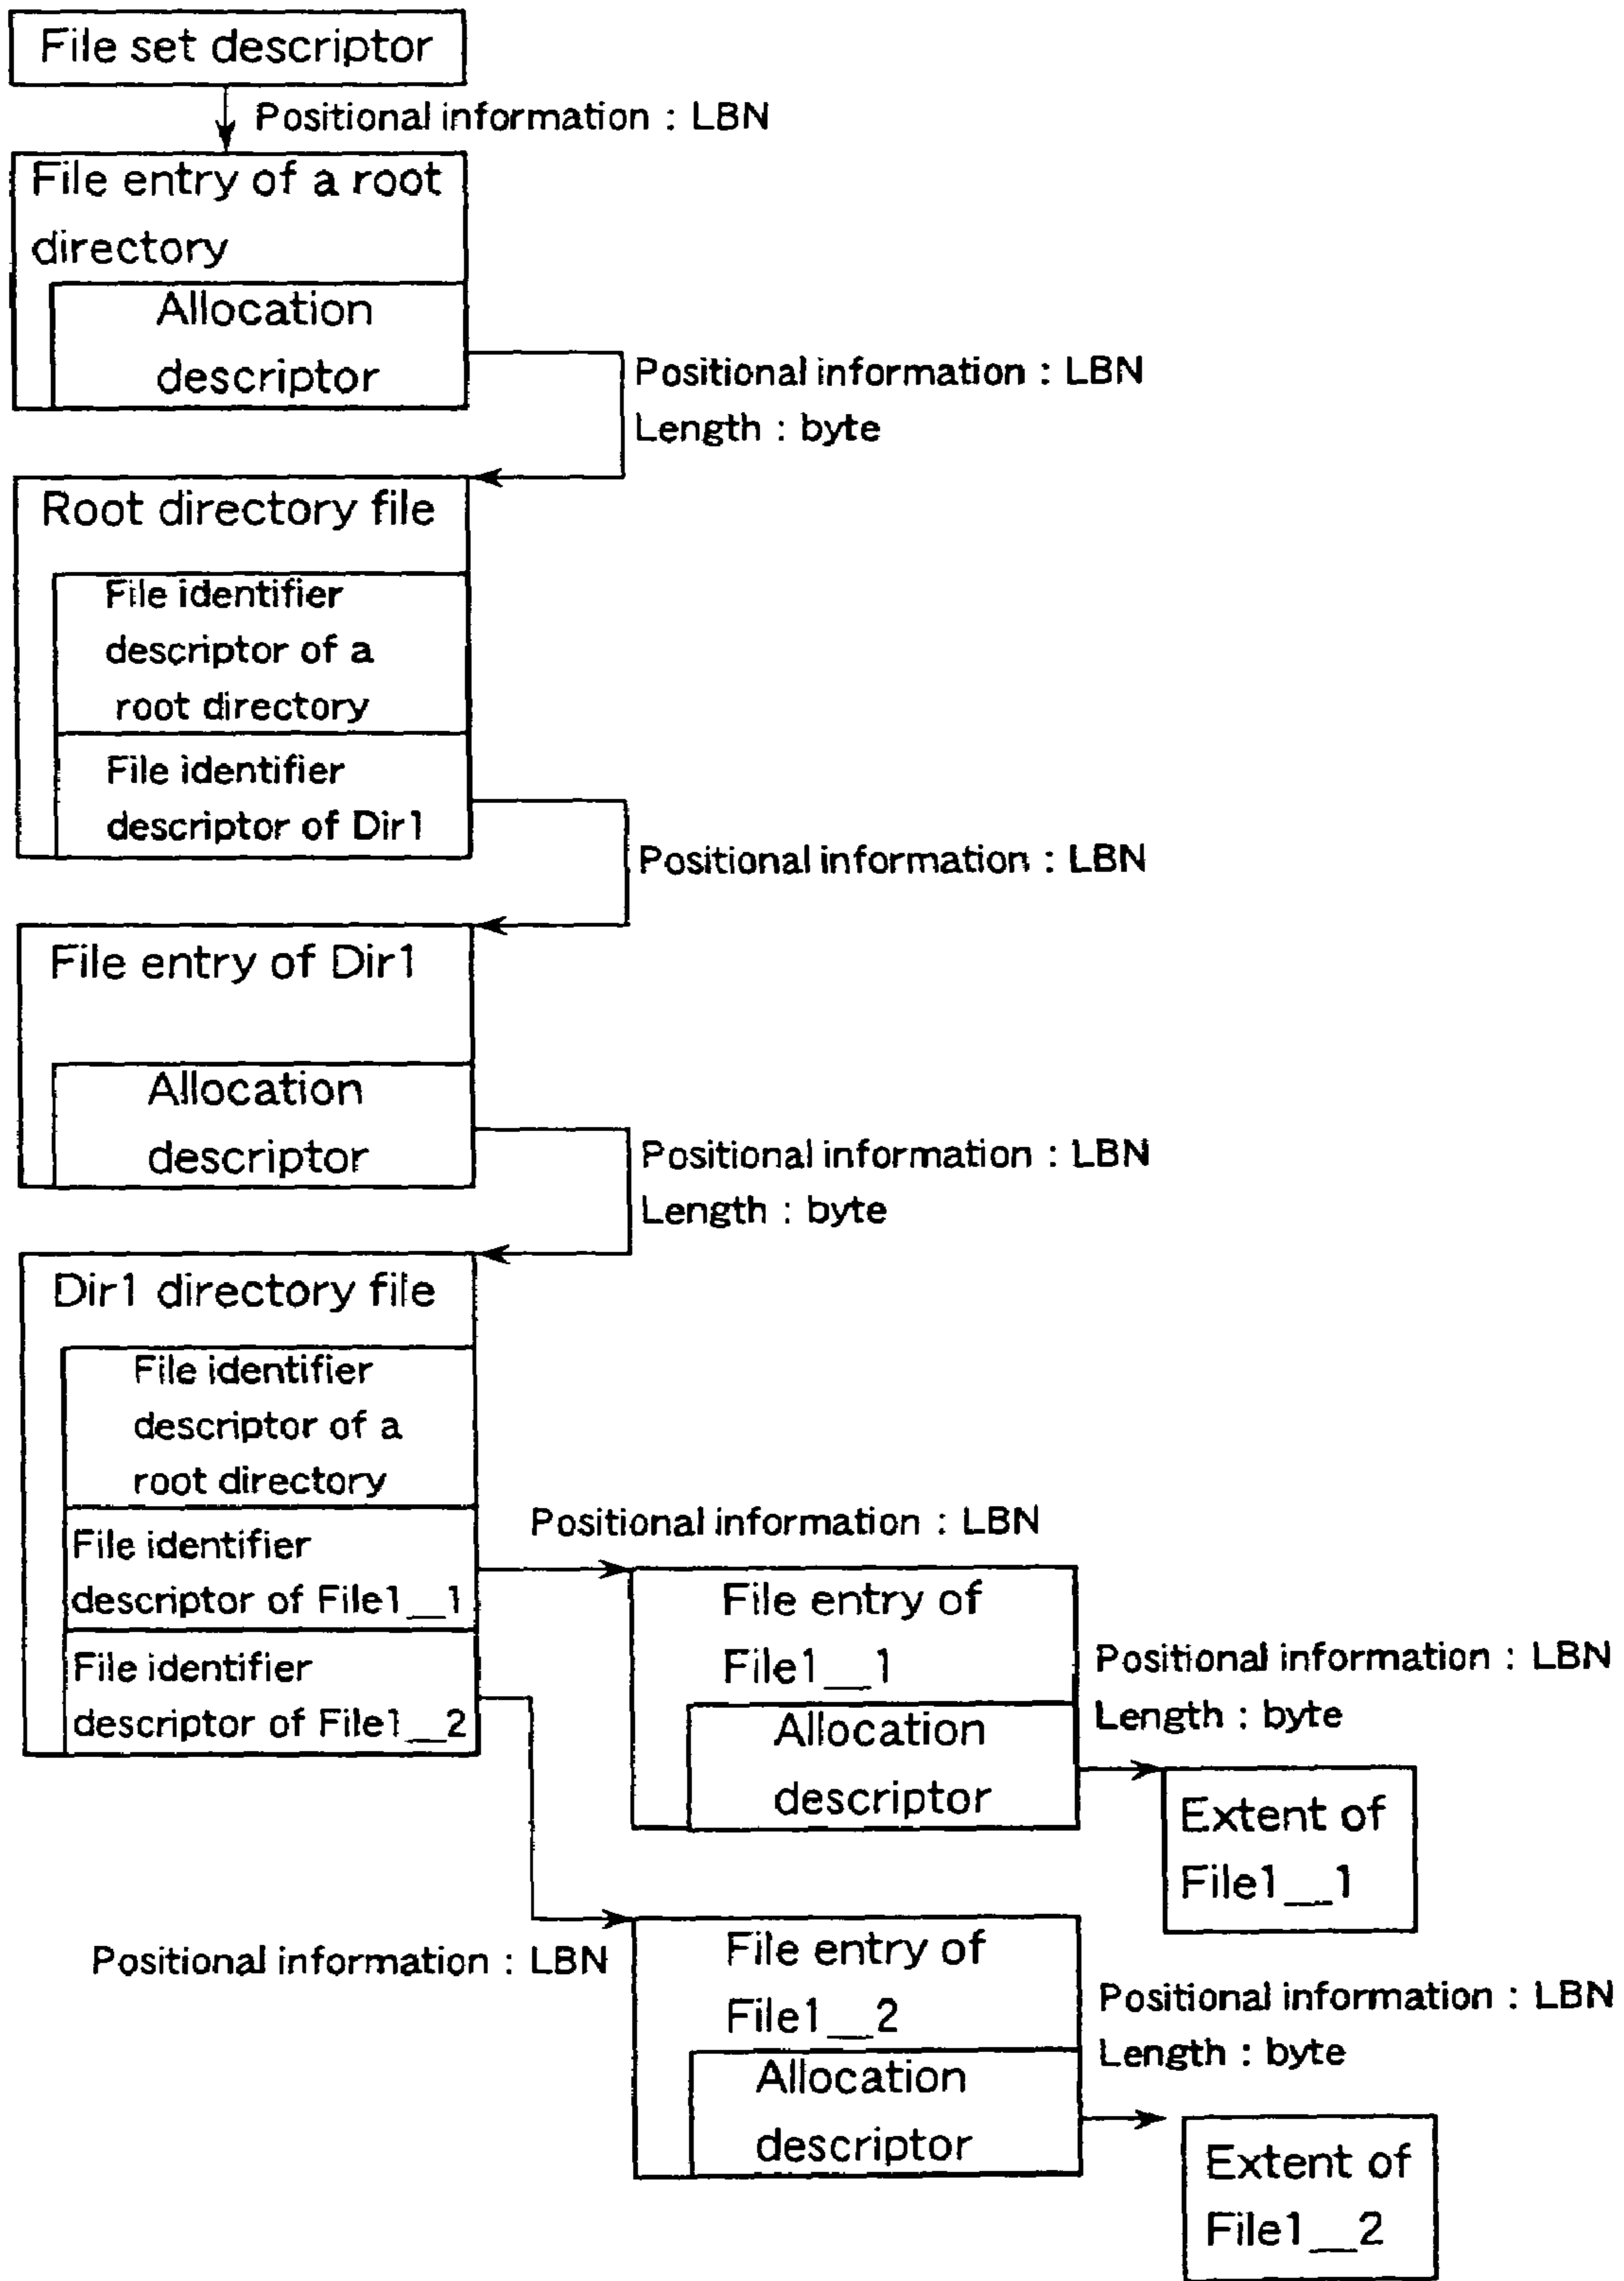 File set descriptor
Positional information : LBN
File entry of a root
directory
Allocation
descriptor
Positional information : LBN
Length : byte
Root directory file
File identifier
descriptor of a
root directory
File identifier
descriptor of Dir1
Positional information : LBN
File entry of Dir1
Allocation
descriptor
Positional information : LBN
Length : byte
Dir1 directory file
File identifier
descriptor of a
root directory
File identifier
descriptor of File1__1
File identifier
descriptor of File1__2
Positional information : LBN
File entry of
File1__1
Allocation
descriptor
Positional information : LBN
Length : byte
Extent of
File1__1
Positional information : LBN
File entry of
File1__2
Allocation
descriptor
Positional information : LBN
Length : byte
Extent of
File1__2